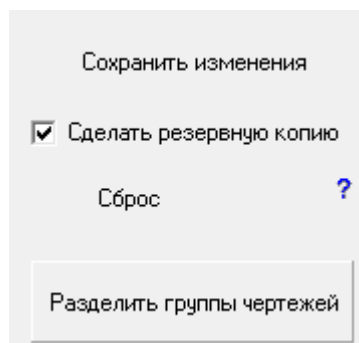 Сохранить изменения
Сделать резервную копию
Сброс ?
Разделить группы чертежей